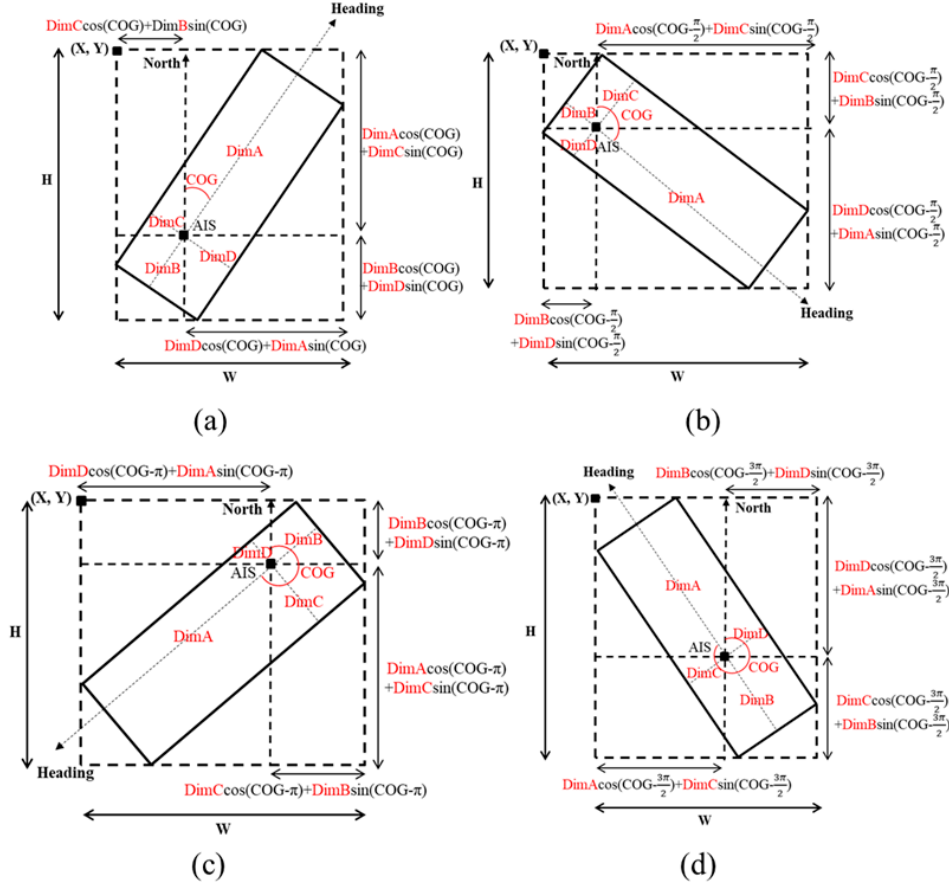 DimCcos(COG)+DimBsin(COG)
Heading
(X, Y)
North
H
DimAcos(COG)
+DimCsin(COG)
DimA
COG
DimC
AIS
DimD
DimB
DimBcos(COG)
+DimDsin(COG)
DimDcos(COG)+DimAsin(COG)
W
(a)
DimAcos(COG-π/2)+DimCsin(COG-π/2)
(X, Y)
North
DimCcos(COG-π/2)
+DimBsin(COG-π/2)
DimC
DimB
COG
DimD
AIS
H
DimA
DimDcos(COG-π/2)
+DimAsin(COG-π/2)
Heading
DimBcos(COG-π/2)
+DimDsin(COG-π/2)
W
(b)
DimDcos(COG-π)+DimAsin(COG-π)
(X, Y)
North
DimBcos(COG-π)
+DimDsin(COG-π)
DimB
DimD
AIS
COG
DimC
H
DimA
DimAcos(COG-π)
+DimCsin(COG-π)
Heading
DimCcos(COG-π)+DimBsin(COG-π)
W
(c)
Heading
DimBcos(COG-3π/2)+DimDsin(COG-3π/2)
(X, Y)
North
DimDcos(COG-3π/2)
+DimAsin(COG-3π/2)
DimA
H
DimD
AIS
COG
DimC
DimB
DimCcos(COG-3π/2)
+DimBsin(COG-3π/2)
DimAcos(COG-3π/2)+DimCsin(COG-3π/2)
W
(d)